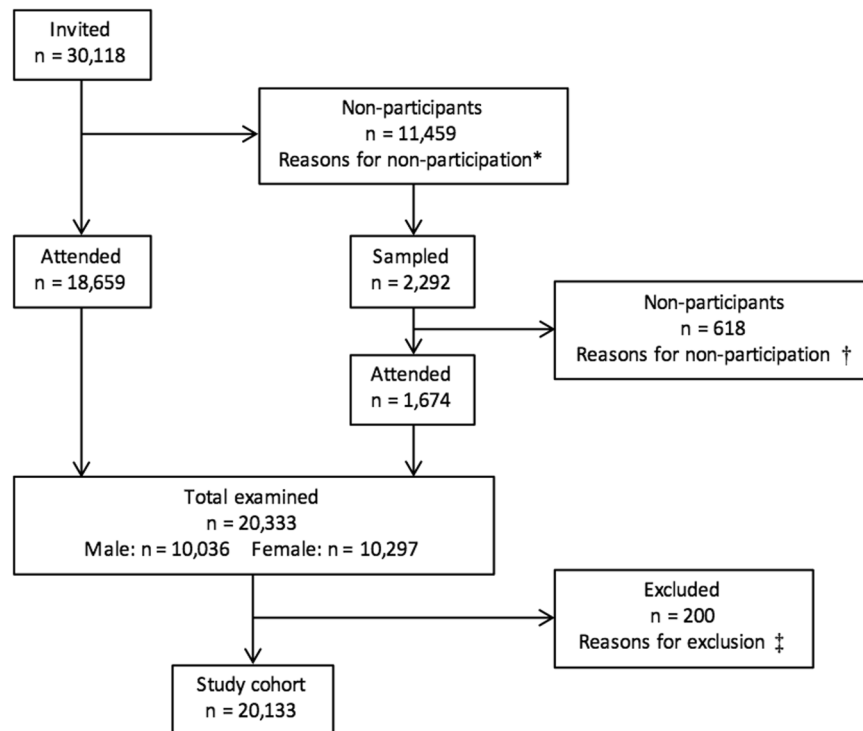 Invited
n = 30,118
Non-participants
n = 11,459
Reasons for non-participation*
Attended
n = 18,659
Sampled
n = 2,292
Non-participants
n = 618
Reasons for non-participation †
Attended
n = 1,674
Total examined
n = 20,333
Male: n = 10,036 Female: n = 10,297
Excluded
n = 200
Reasons for exclusion ‡
Study cohort
n = 20,133